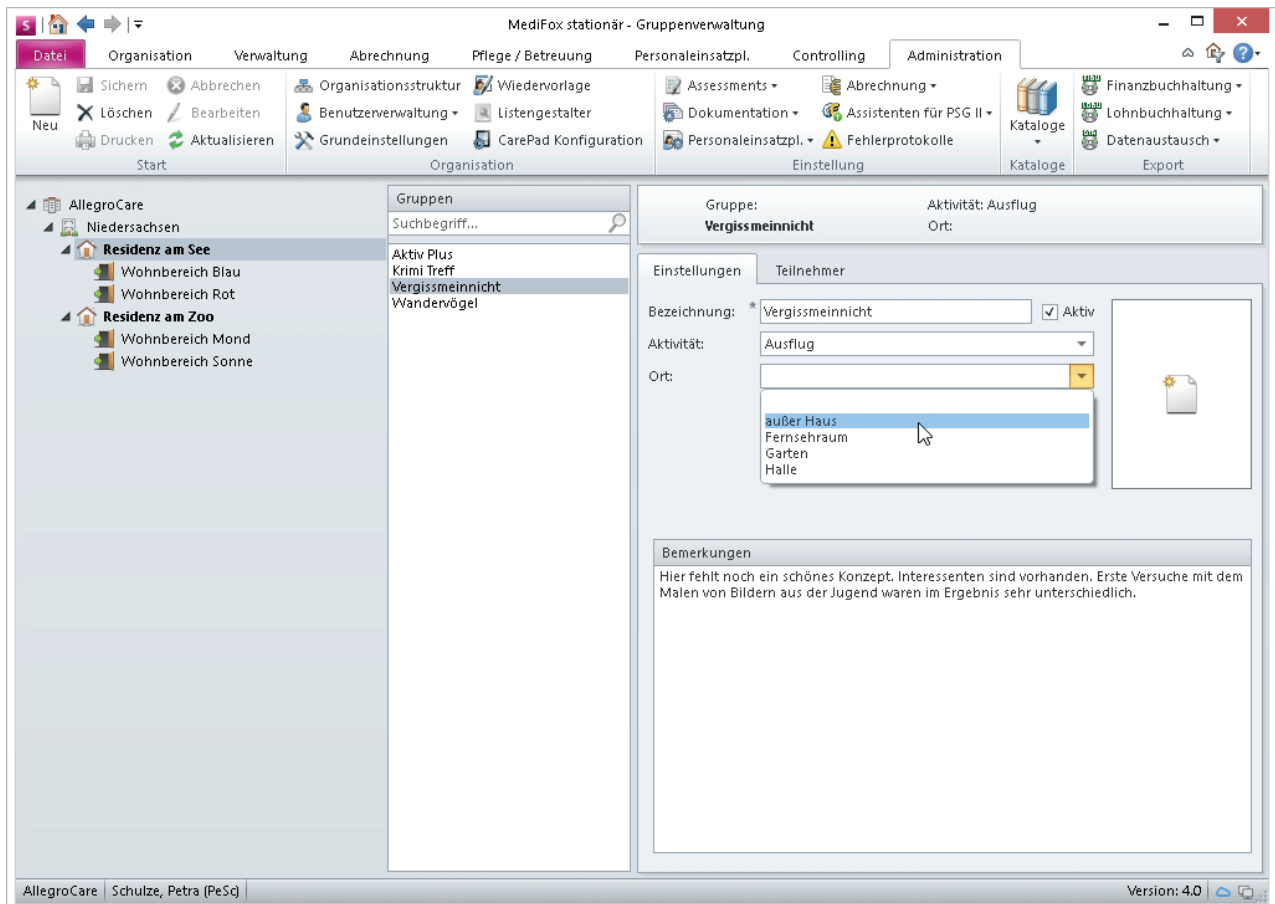 S
MediFox stationär - Gruppenverwaltung
Datei Organisation Verwaltung Abrechnung Pflege / Betreuung Personaleinsatzpl. Controlling Administration
Neu
Sichern Abbrechen
Löschen Bearbeiten
Drucken Aktualisieren
Start
Organisationsstruktur Wiedervorlage
Benutzerverwaltung Listengestalter
Grundeinstellungen CarePad Konfiguration
Organisation
Assessments Abrechnung
Dokumentation Assistenten für PSG II
Personaleinsatzpl. Fehlerprotokolle
Einstellung
Kataloge
Kataloge
Finanzbuchhaltung
Lohnbuchhaltung
Datenaustausch
Export
AllegroCare
Niedersachsen
Residenz am See
Wohnbereich Blau
Wohnbereich Rot
Residenz am Zoo
Wohnbereich Mond
Wohnbereich Sonne
Gruppen
Suchbegriff...
Aktiv Plus
Krimi Treff
Vergissmeinnicht
Wandervögel
Gruppe: Aktivität: Ausflug
Vergissmeinnicht Ort:
Einstellungen Teilnehmer
Bezeichnung: * Vergissmeinnicht Aktiv
Aktivität: Ausflug
Ort:
außer Haus
Fernsehraum
Garten
Halle
Bemerkungen
Hier fehlt noch ein schönes Konzept. Interessenten sind vorhanden. Erste Versuche mit dem
Malen von Bildern aus der Jugend waren im Ergebnis sehr unterschiedlich.
AllegroCare Schulze, Petra (PeSc) Version: 4.0